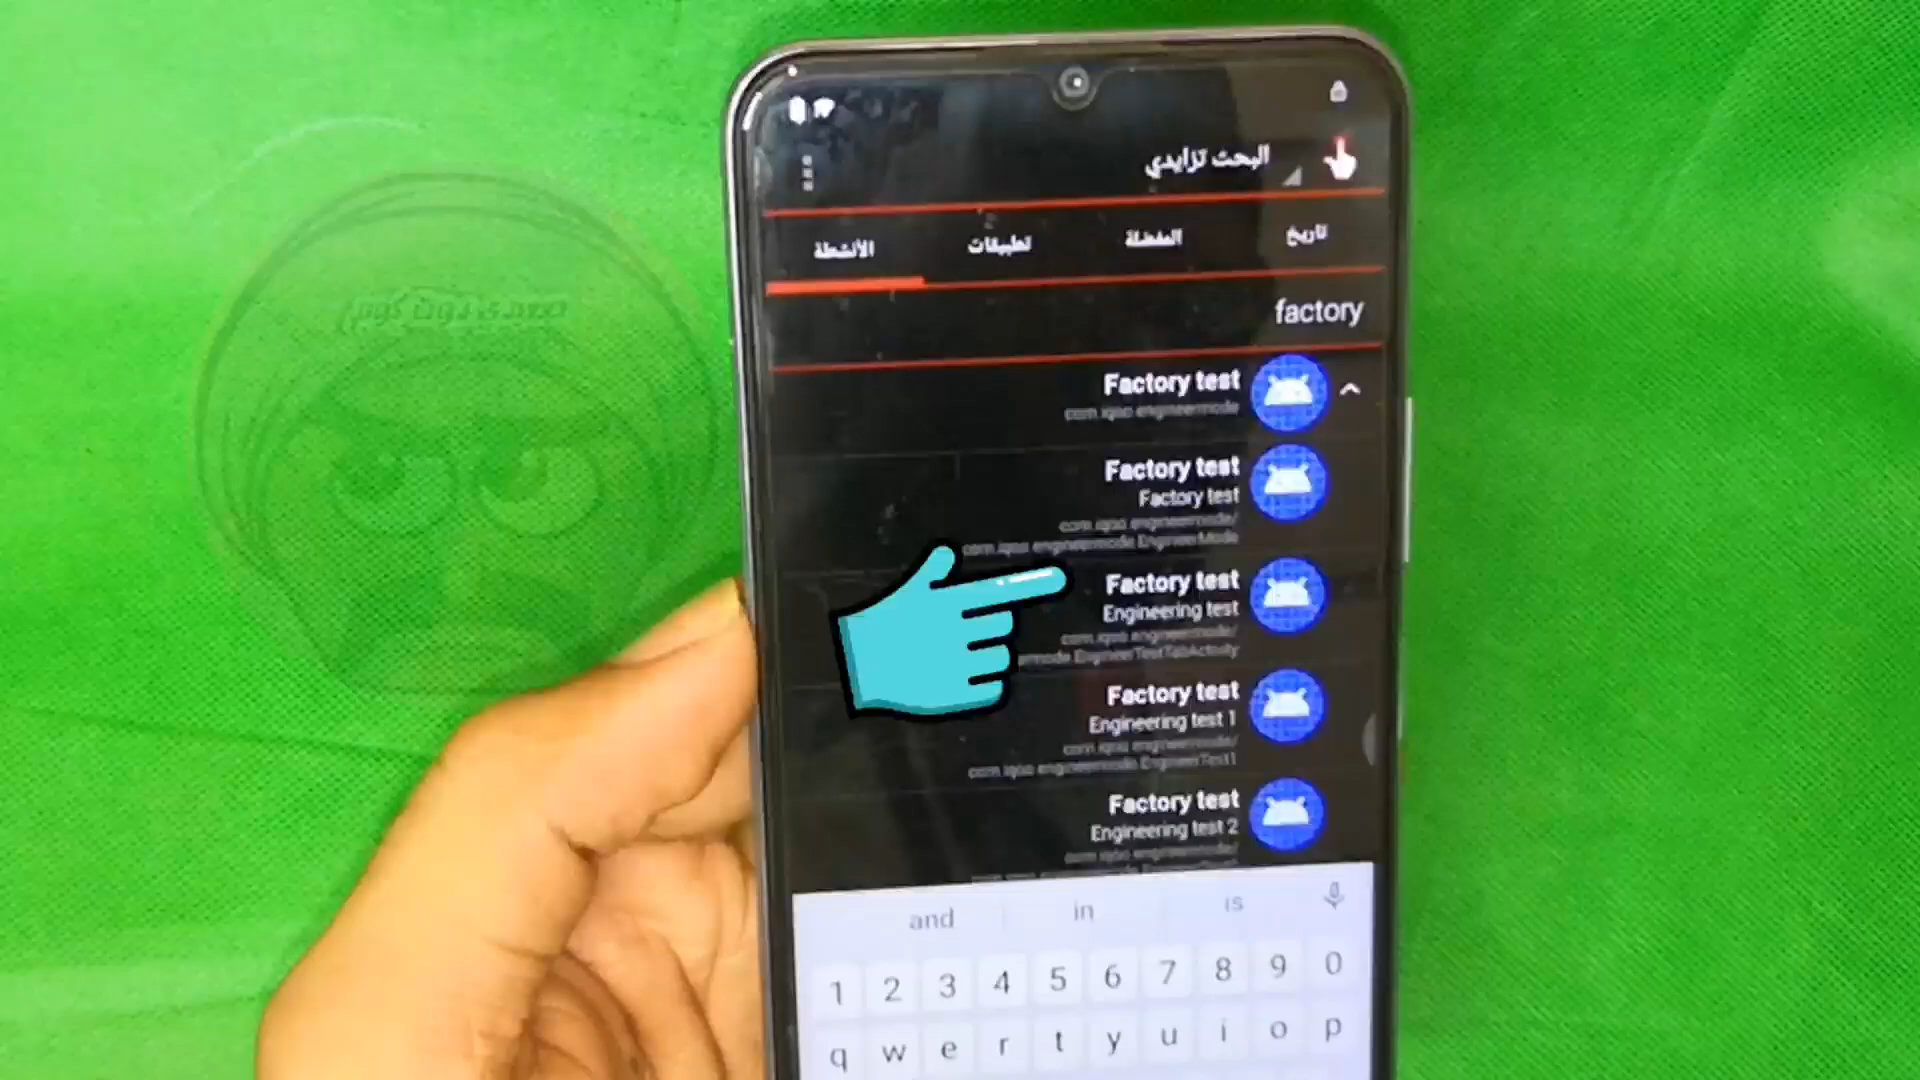 البحث تزايدي
تاريخ
المفضلة
تطبيقات
الأنشطة
factory
Factory test
com.iqoo.engineermode
Factory test
Factory test
com.iqoo.engineermode/
com.iqoo.engineermode.EngineerMode
Factory test
Engineering test
com.iqoo.engineermode/
ermode.EngineerTestTabActivity
Factory test
Engineering test 1
com.iqoo.engineermode/
com.iqoo.engineermode.EngineerTest1
Factory test
Engineering test 2
com.iqoo.engineermode/
and in is
1 2 3 4 5 6 7 8 9 0
q w e r t y u i o p